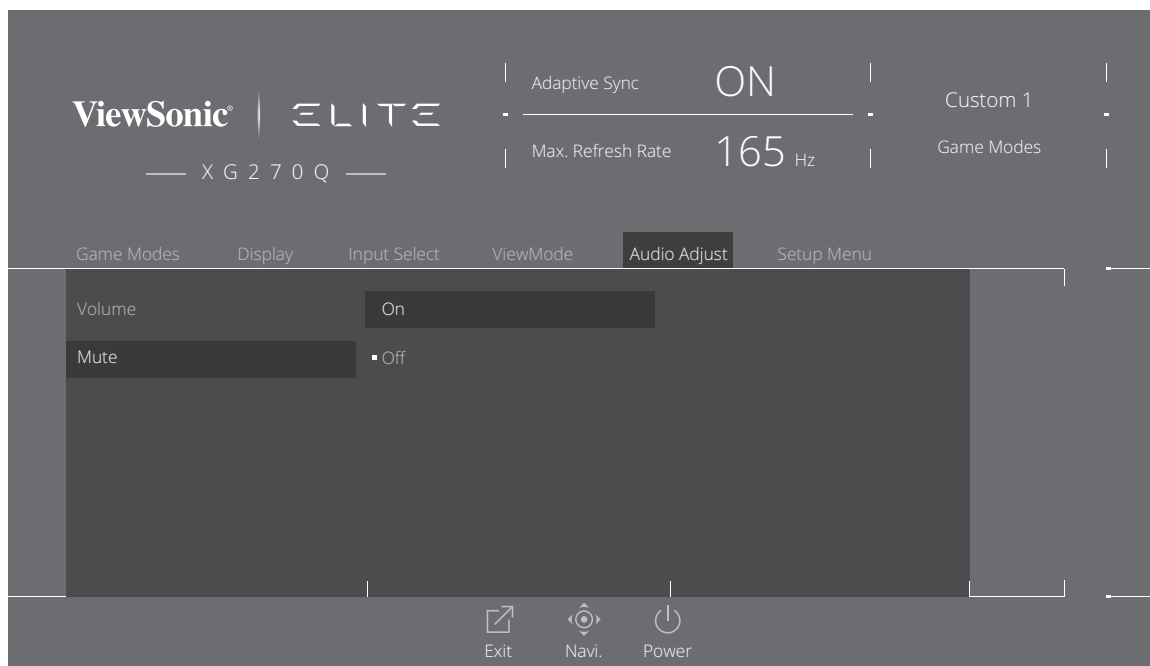 ViewSonic® ELITE
XG270Q
Adaptive Sync ON
Max. Refresh Rate 165 Hz
Custom 1
Game Modes
Game Modes Display Input Select ViewMode Audio Adjust Setup Menu
Volume On
Mute Off
Exit Navi. Power